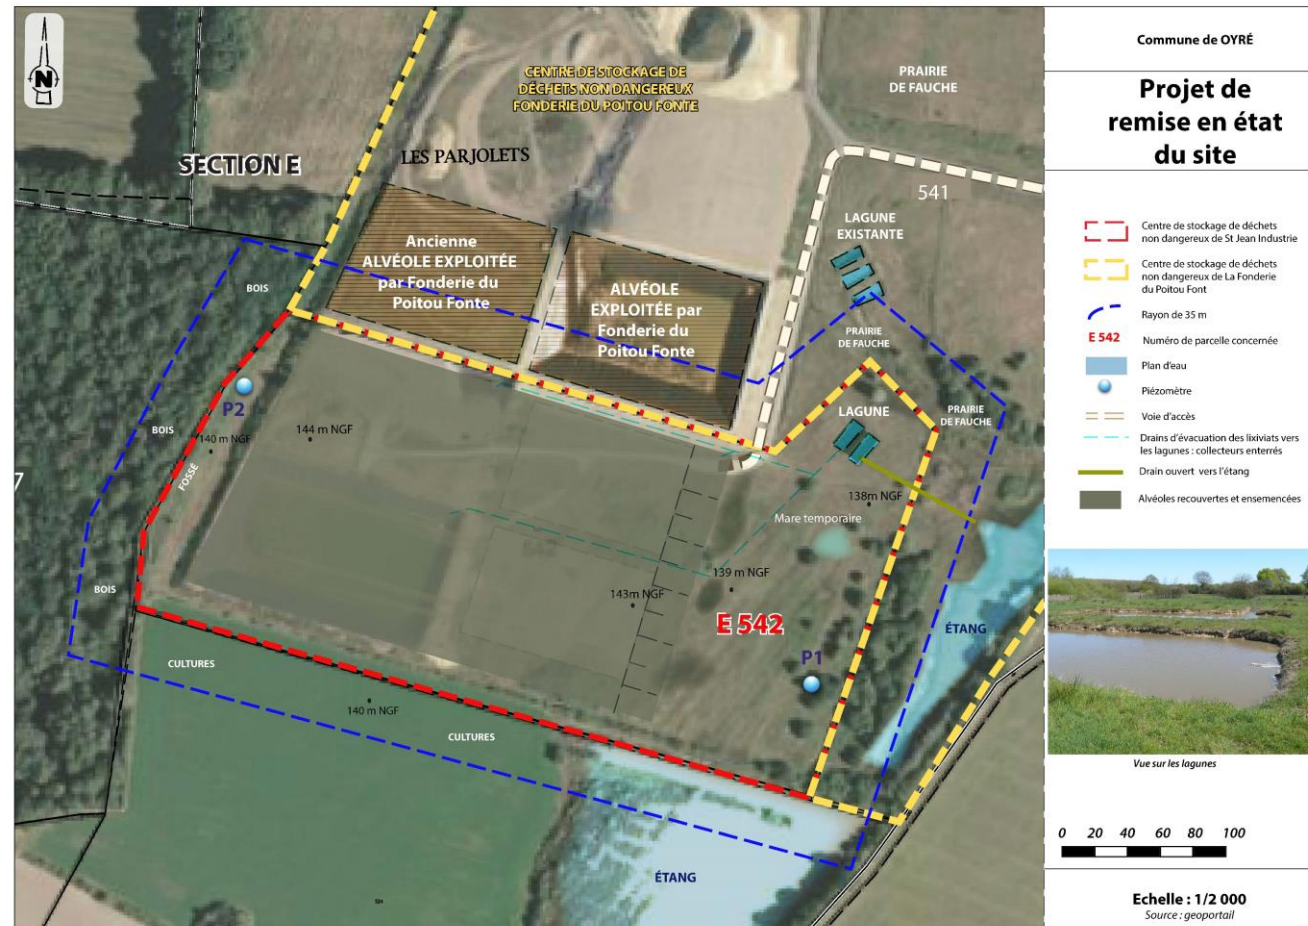 N
CENTRE DE STOCKAGE DE
DÉCHETS NON DANGEREUX
FONDERIE DU POITOU FONTE
PRAIRIE
DE FAUCHE
SECTION E
LES PARJOLETS
541
LAGUNE
EXISTANTE
Ancienne
ALVÉOLE EXPLOITÉE
par Fonderie du
Poitou Fonte
ALVÉOLE
EXPLOITÉE par
Fonderie du
Poitou Fonte
BOIS
PRAIRIE
DE FAUCHE
P2
BOIS
144 m NGF
140 m NGF
LAGUNE
PRAIRIE
DE FAUCHE
FOSSÉ
7
138m NGF
Mare temporaire
BOIS
139 m NGF
143m NGF
E 542
ÉTANG
P1
CULTURES
140 m NGF
CULTURES
ÉTANG
Commune de OYRÉ
Projet de
remise en état
du site
Centre de stockage de déchets
non dangereux de St Jean Industrie
Centre de stockage de déchets
non dangereux de La Fonderie
du Poitou Font
Rayon de 35 m
E 542 Numéro de parcelle concernée
Plan d'eau
Piézomètre
Voie d'accès
Drains d'évacuation des lixiviats vers
les lagunes : collecteurs enterrés
Drain ouvert vers l'étang
Alvéoles recouvertes et ensemencées
Vue sur les lagunes
0 20 40 60 80 100
Echelle : 1/2 000
Source : geoportail